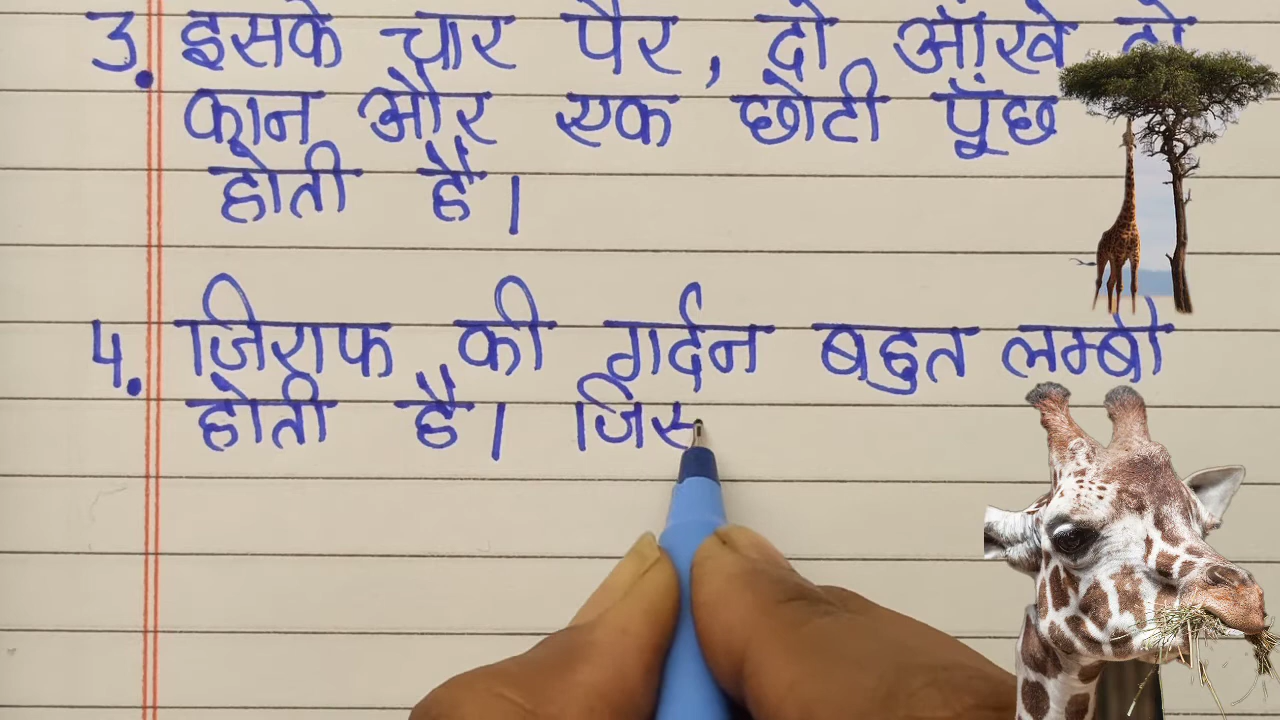 3. इसके चार पैर, दो आँखे दो
कान और एक छोटी पूँछ
होती है।
4. जिराफ की गर्दन बहुत लम्बी
होती है। जिस